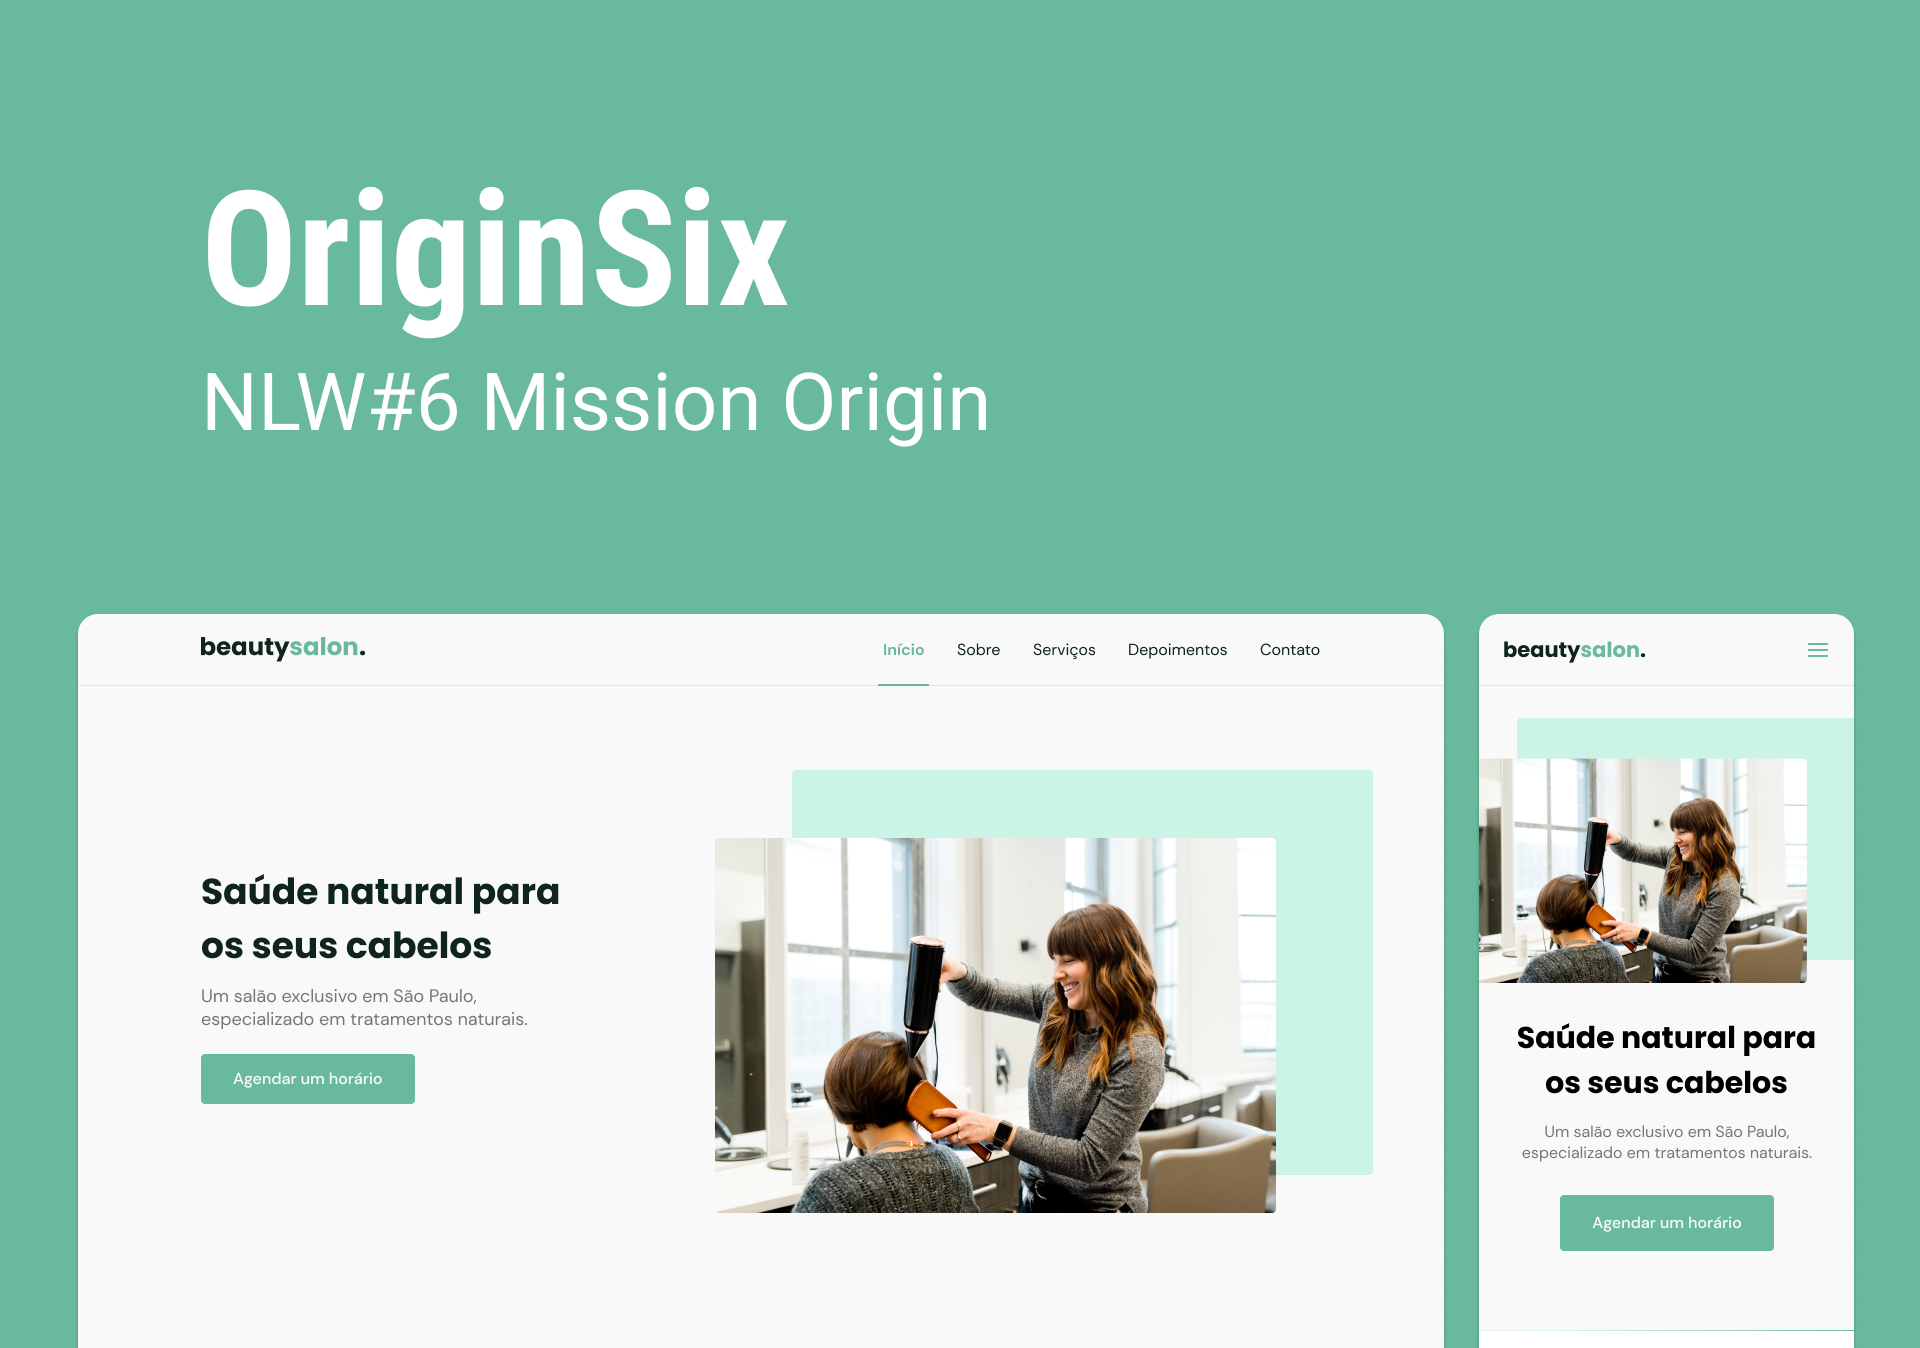 OriginSix
NLW#6 Mission Origin
beautysalon.
Início Sobre Serviços Depoimentos Contato
Saúde natural para
os seus cabelos
Um salão exclusivo em São Paulo,
especializado em tratamentos naturais.
Agendar um horário
beautysalon.
Saúde natural para
os seus cabelos
Um salão exclusivo em São Paulo,
especializado em tratamentos naturais.
Agendar um horário